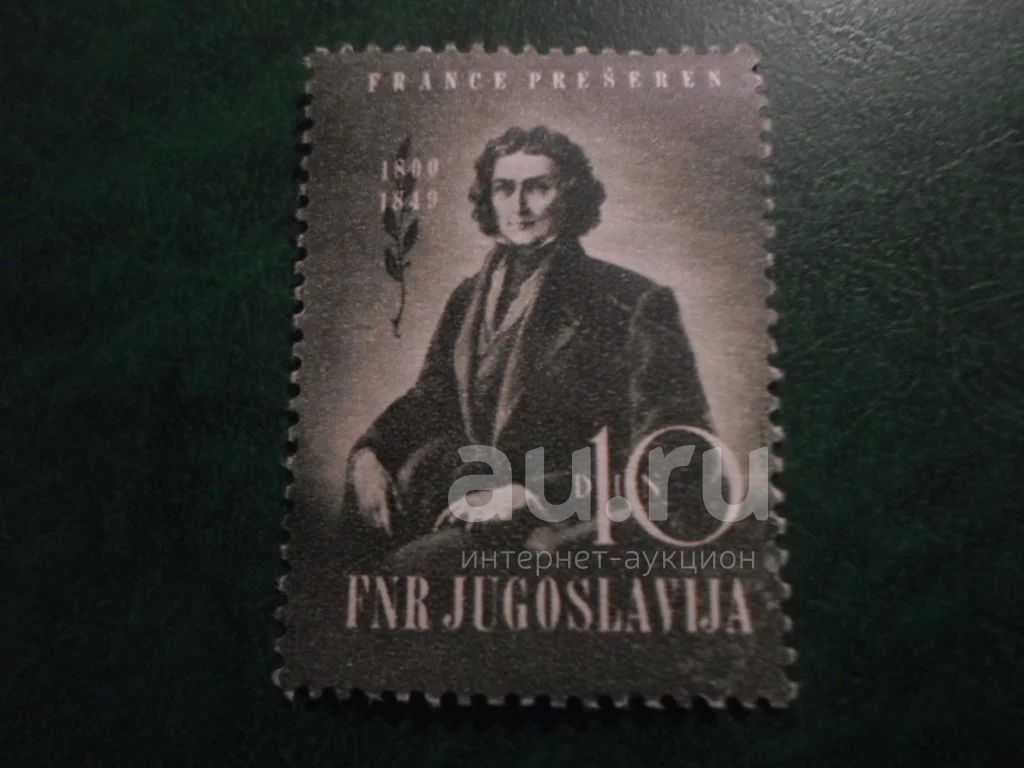 FRANCE PREŠEREN
1800
1849
au.ru
DIN
10
интернет-аукцион
FNR JUGOSLAVIJA